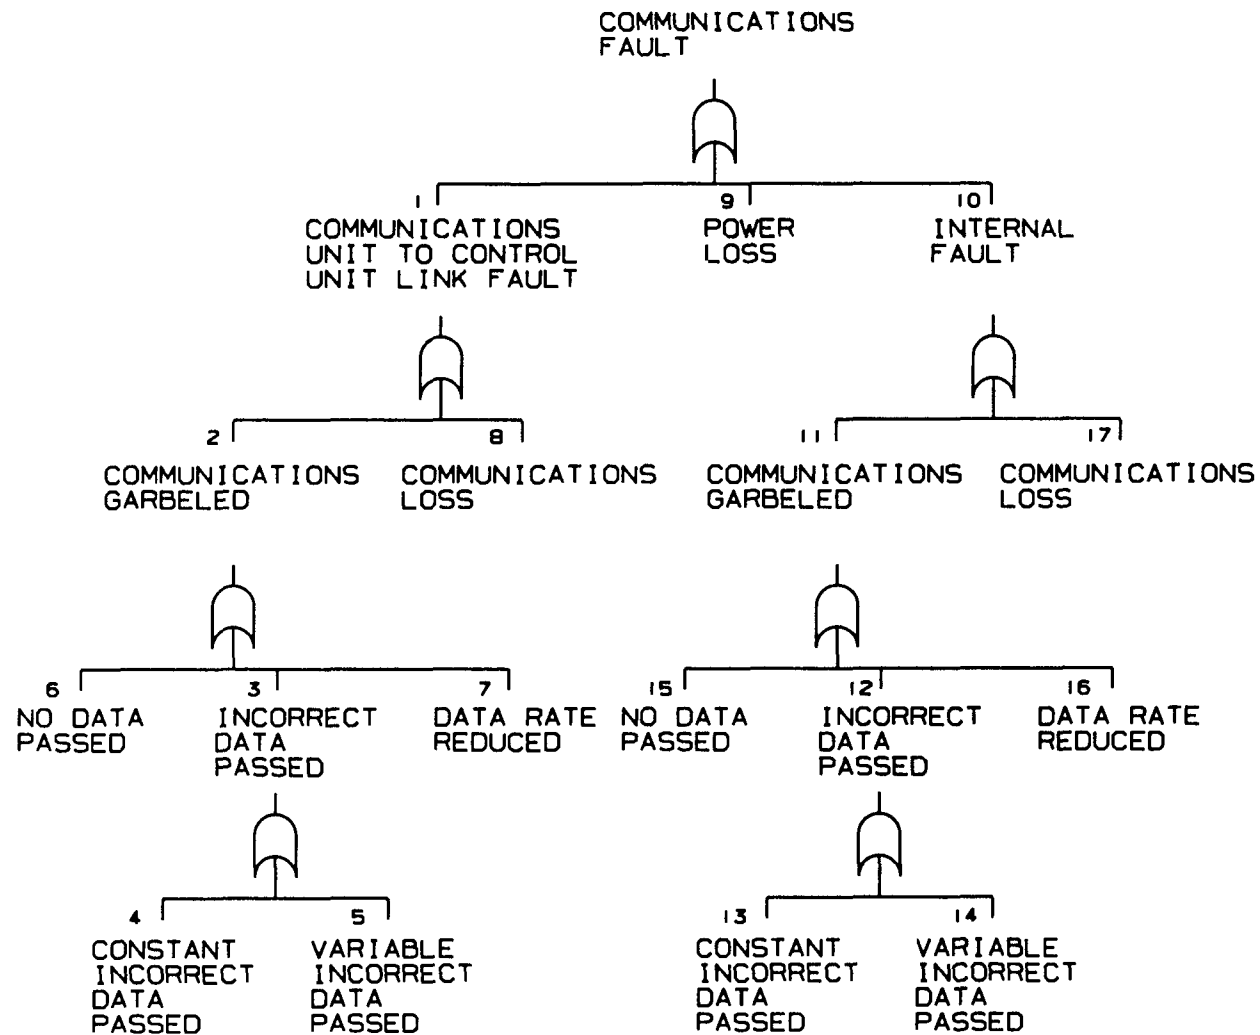 COMMUNICATIONS
FAULT
1
9
10
COMMUNICATIONS
UNIT TO CONTROL
UNIT LINK FAULT
POWER
LOSS
INTERNAL
FAULT
2
8
11
17
COMMUNICATIONS
GARBELED
COMMUNICATIONS
LOSS
COMMUNICATIONS
GARBELED
COMMUNICATIONS
LOSS
6
3
7
15
12
16
NO DATA
PASSED
INCORRECT
DATA
PASSED
DATA RATE
REDUCED
NO DATA
PASSED
INCORRECT
DATA
PASSED
DATA RATE
REDUCED
4
5
13
14
CONSTANT
INCORRECT
DATA
PASSED
VARIABLE
INCORRECT
DATA
PASSED
CONSTANT
INCORRECT
DATA
PASSED
VARIABLE
INCORRECT
DATA
PASSED